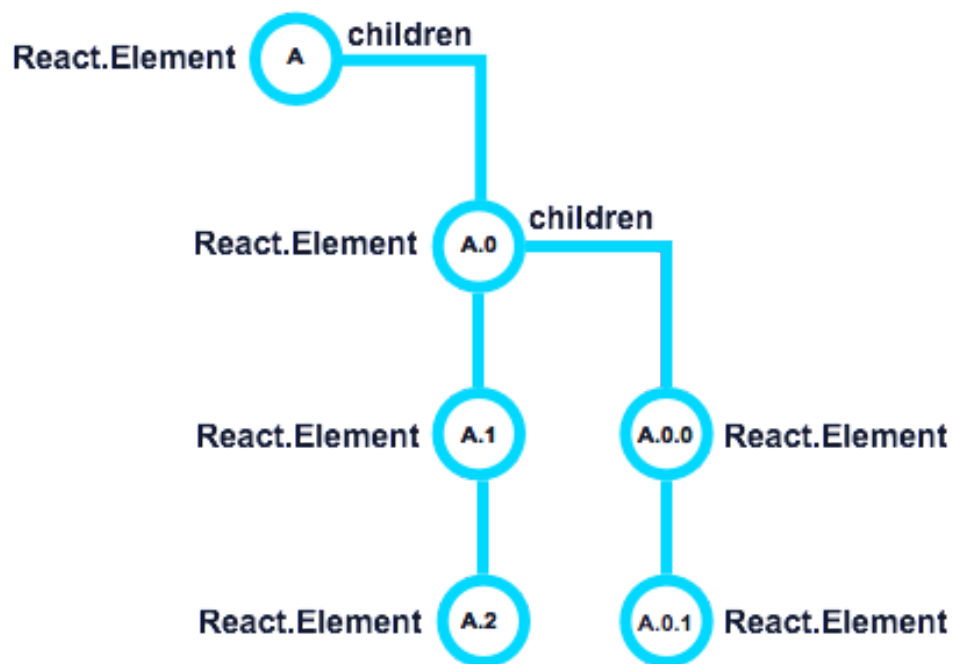 children
React.Element A
children
React.Element A.0
React.Element A.1 A.0.0 React.Element
React.Element A.2 A.0.1 React.Element